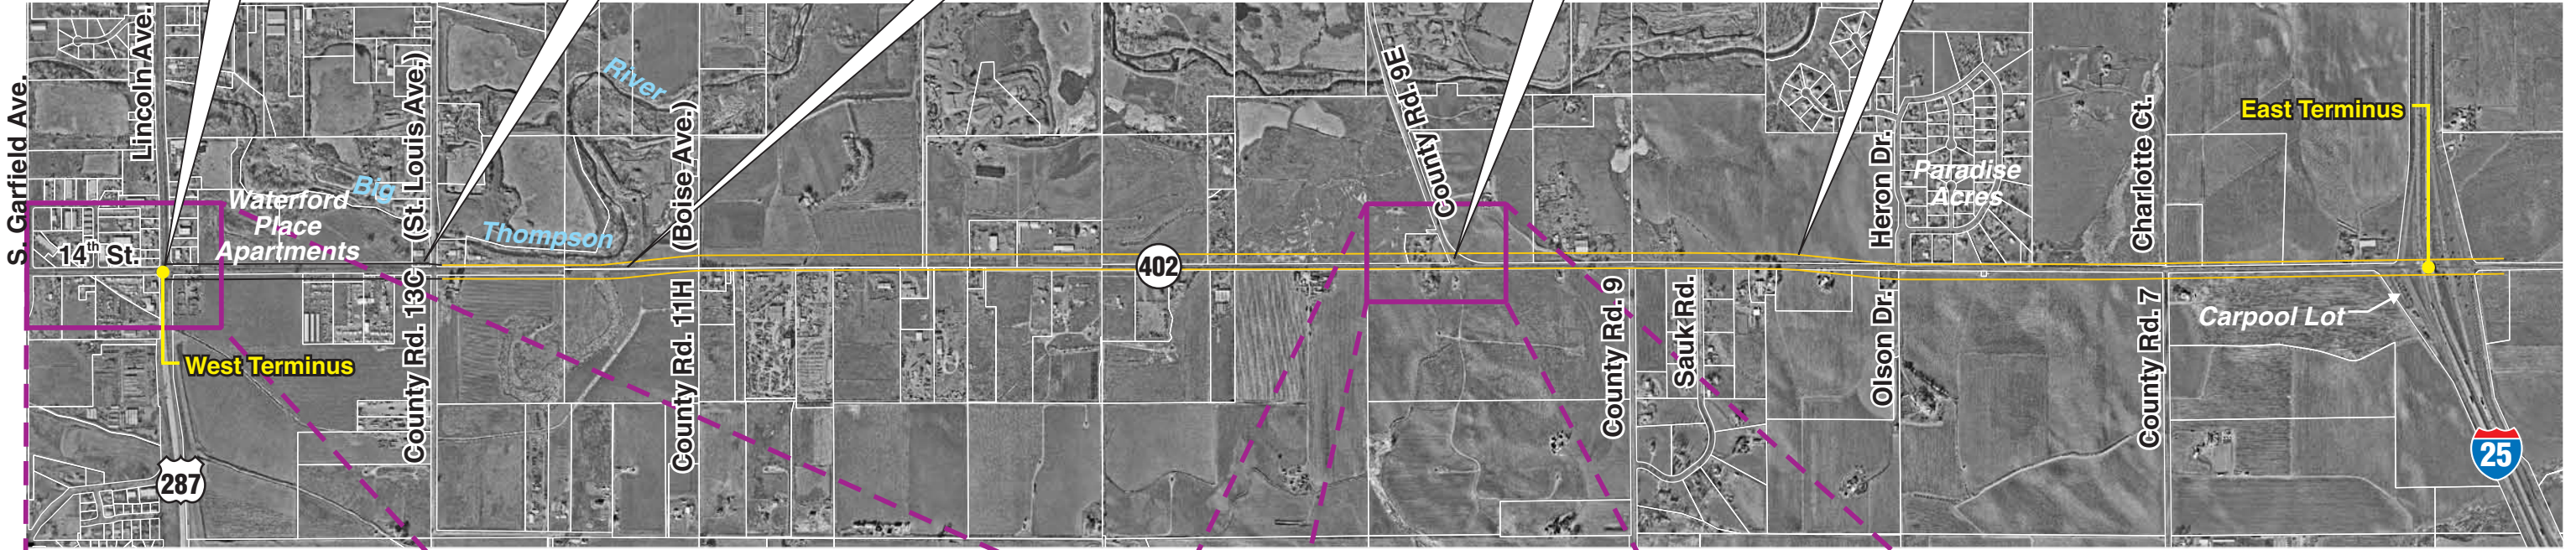 S. Garfield Ave.
Lincoln Ave.
14th St.
Waterford
Place
Apartments
Big
Thompson
River
West Terminus
287
County Rd. 13C (St. Louis Ave.)
County Rd. 11H (Boise Ave.)
402
County Rd. 9E
County Rd. 9
Sauk Rd.
Heron Dr.
Olson Dr.
Paradise
Acres
Charlotte Ct.
County Rd. 7
East Terminus
Carpool Lot
25